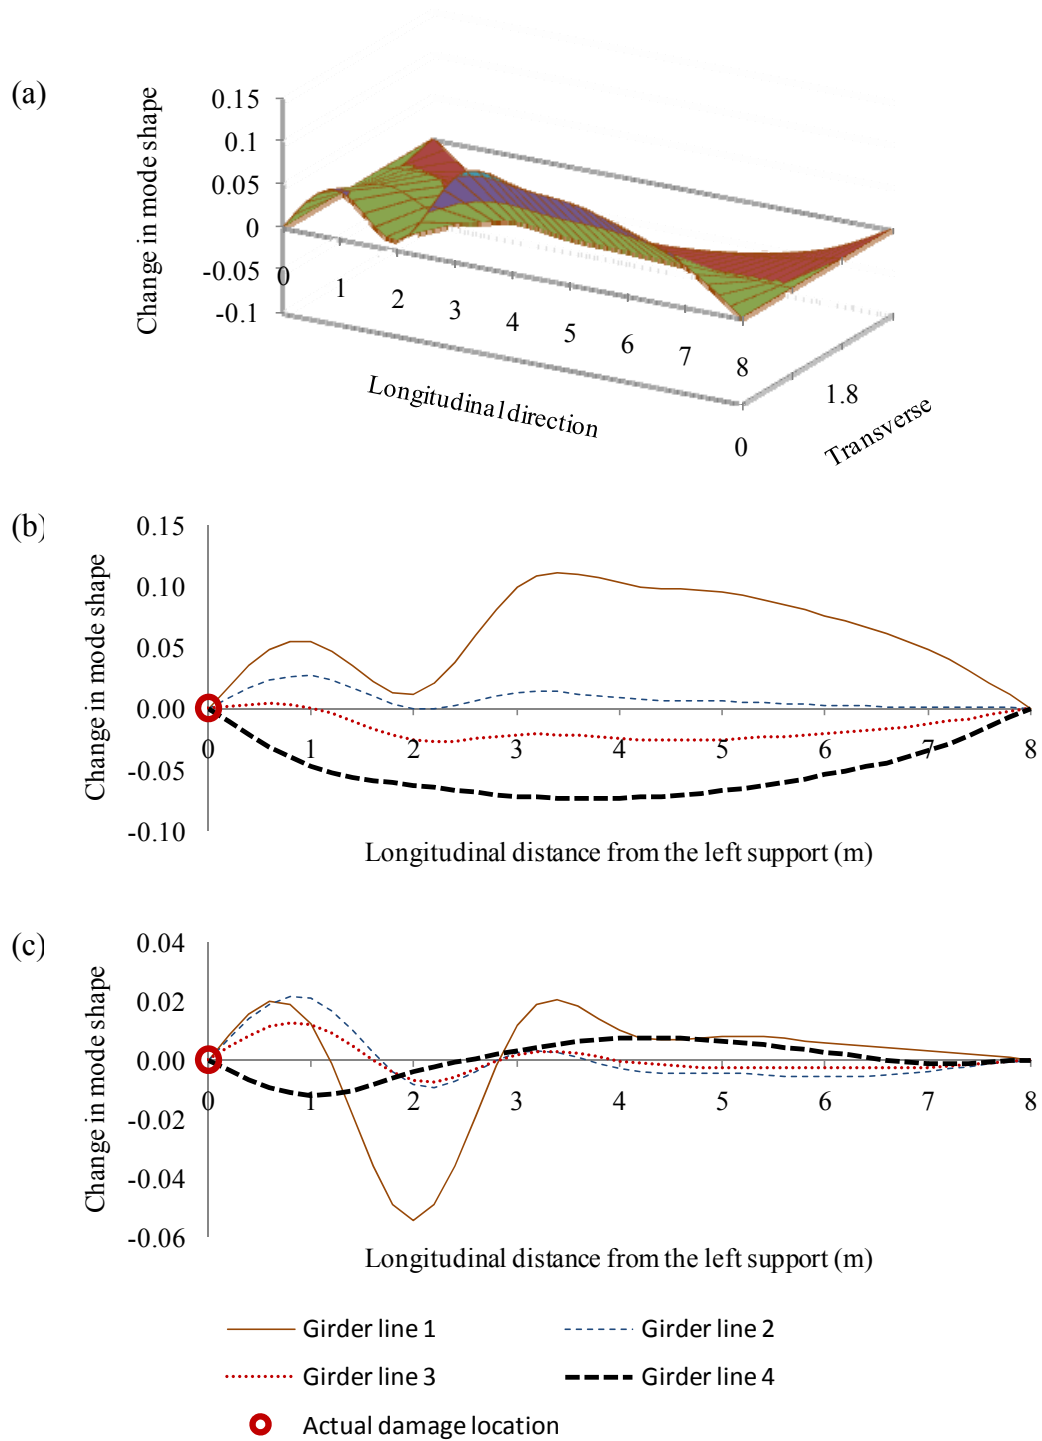 (a)
Change in mode shape
0.15
0.1
0.05
0
-0.05
-0.1
0
1
2
3
4
5
6
7
8
Longitudinal direction
0
1.8
Transverse
(b)
Change in mode shape
0.15
0.10
0.05
0.00
-0.05
-0.10
0 1 2 3 4 5 6 7 8
Longitudinal distance from the left support (m)
(c)
Change in mode shape
0.04
0.02
0.00
-0.02
-0.04
-0.06
0 1 2 3 4 5 6 7 8
Longitudinal distance from the left support (m)
Girder line 1 Girder line 2
Girder line 3 Girder line 4
Actual damage location